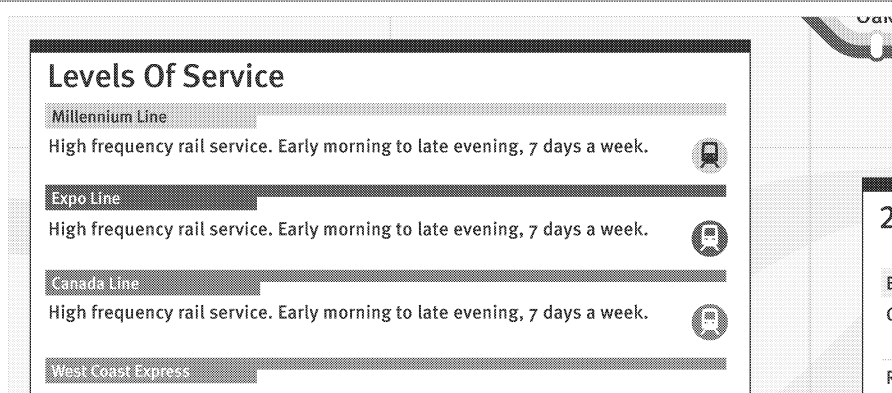 Levels Of Service
Millennium Line
High frequency rail service. Early morning to late evening, 7 days a week.
Expo Line
High frequency rail service. Early morning to late evening, 7 days a week.
Canada Line
High frequency rail service. Early morning to late evening, 7 days a week.
West Coast Express
2